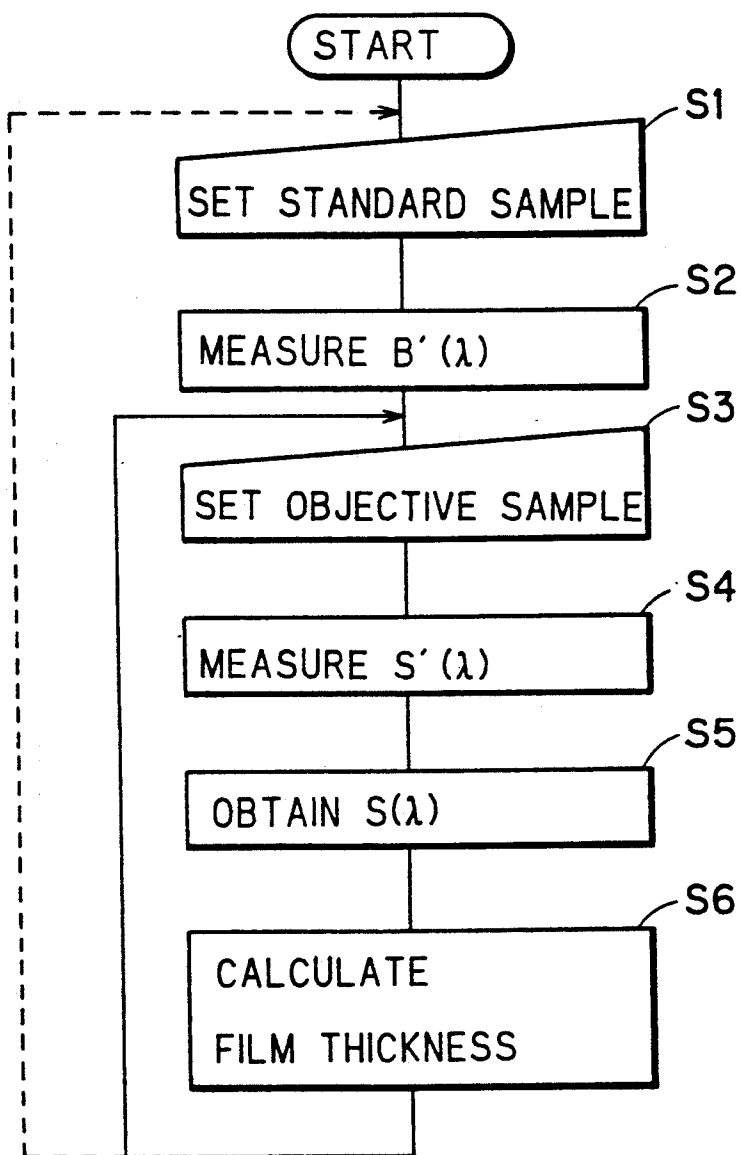 START
S1
SET STANDARD SAMPLE
S2
MEASURE B´(λ)
S3
SET OBJECTIVE SAMPLE
S4
MEASURE S´(λ)
S5
OBTAIN S(λ)
S6
CALCULATE
FILM THICKNESS